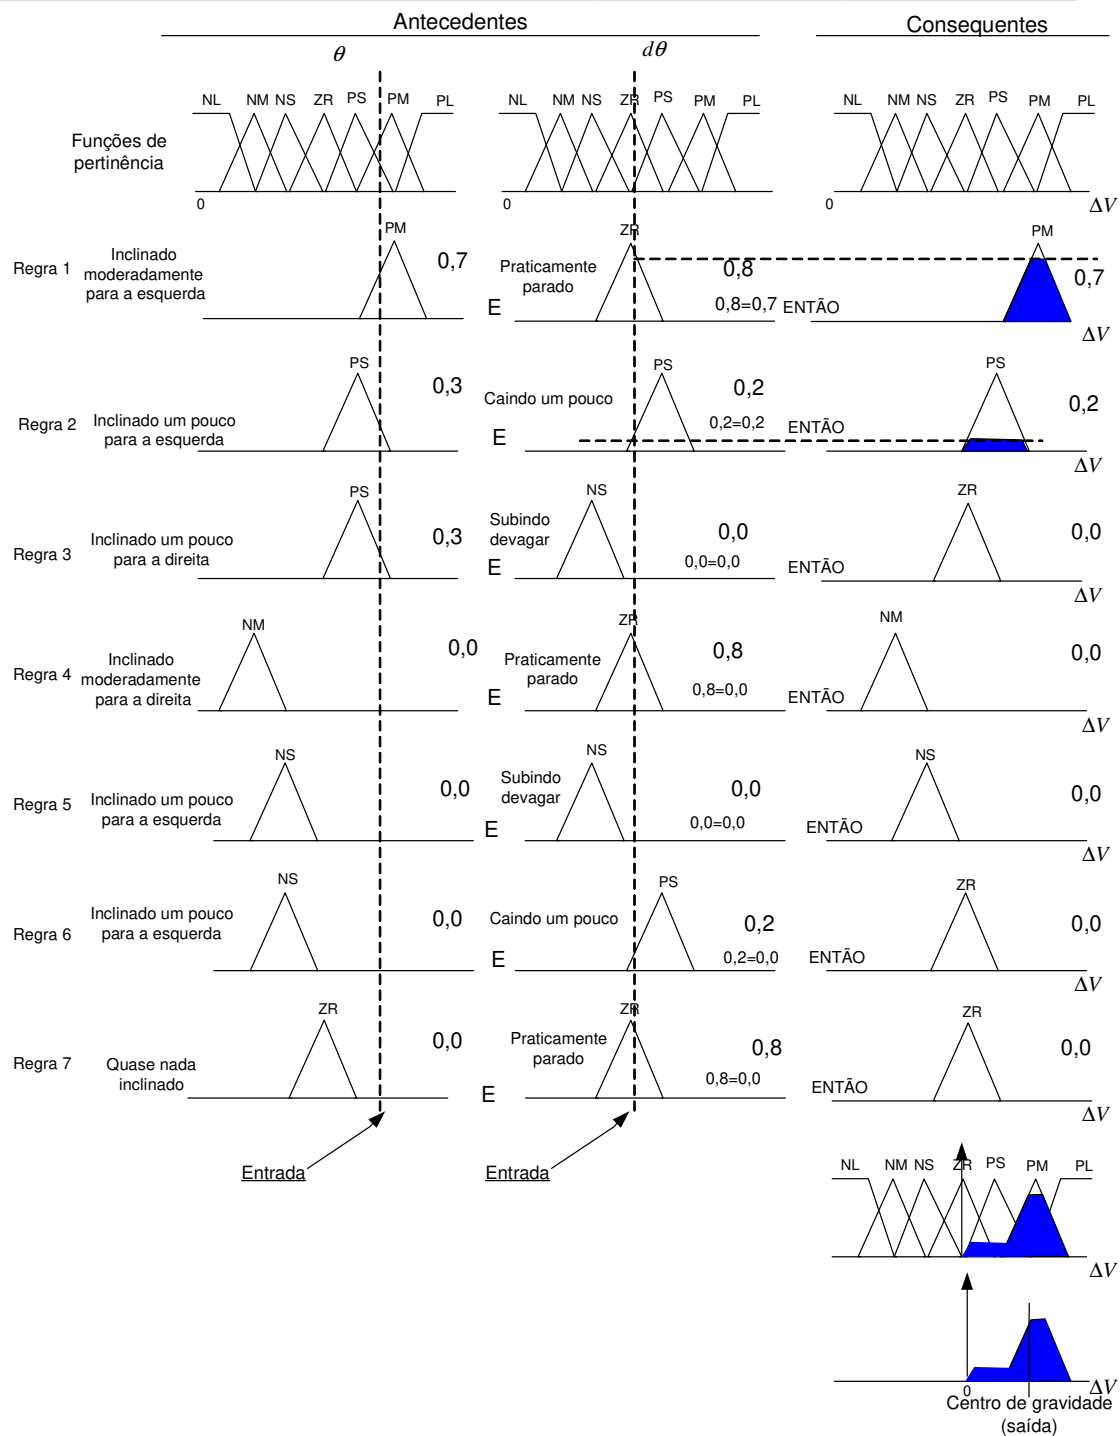 Antecedentes
Consequentes
θ
dθ
NL NM NS ZR PS PM PL
NL NM NS ZR PS PM PL
NL NM NS ZR PS PM PL
Funções de
pertinência
0
0
0
ΔV
Regra 1
Inclinado
moderadamente
para a esquerda
PM
0,7
E
Praticamente
parado
ZR
0,8
0,8=0,7
ENTÃO
PM
0,7
ΔV
Regra 2
Inclinado um pouco
para a esquerda
PS
0,3
E
Caindo um pouco
PS
0,2
0,2=0,2
ENTÃO
PS
0,2
ΔV
Regra 3
Inclinado um pouco
para a direita
PS
0,3
E
Subindo
devagar
NS
0,0
0,0=0,0
ENTÃO
ZR
0,0
ΔV
Regra 4
Inclinado
moderadamente
para a direita
NM
0,0
E
Praticamente
parado
ZR
0,8
0,8=0,0
ENTÃO
NM
0,0
ΔV
Regra 5
Inclinado um pouco
para a esquerda
NS
0,0
E
Subindo
devagar
NS
0,0
0,0=0,0
ENTÃO
NS
0,0
ΔV
Regra 6
Inclinado um pouco
para a esquerda
NS
0,0
E
Caindo um pouco
PS
0,2
0,2=0,0
ENTÃO
ZR
0,0
ΔV
Regra 7
Quase nada
inclinado
ZR
0,0
E
Praticamente
parado
ZR
0,8
0,8=0,0
ENTÃO
ZR
0,0
ΔV
Entrada
Entrada
NL NM NS ZR PS PM PL
ΔV
0
ΔV
Centro de gravidade
(saída)